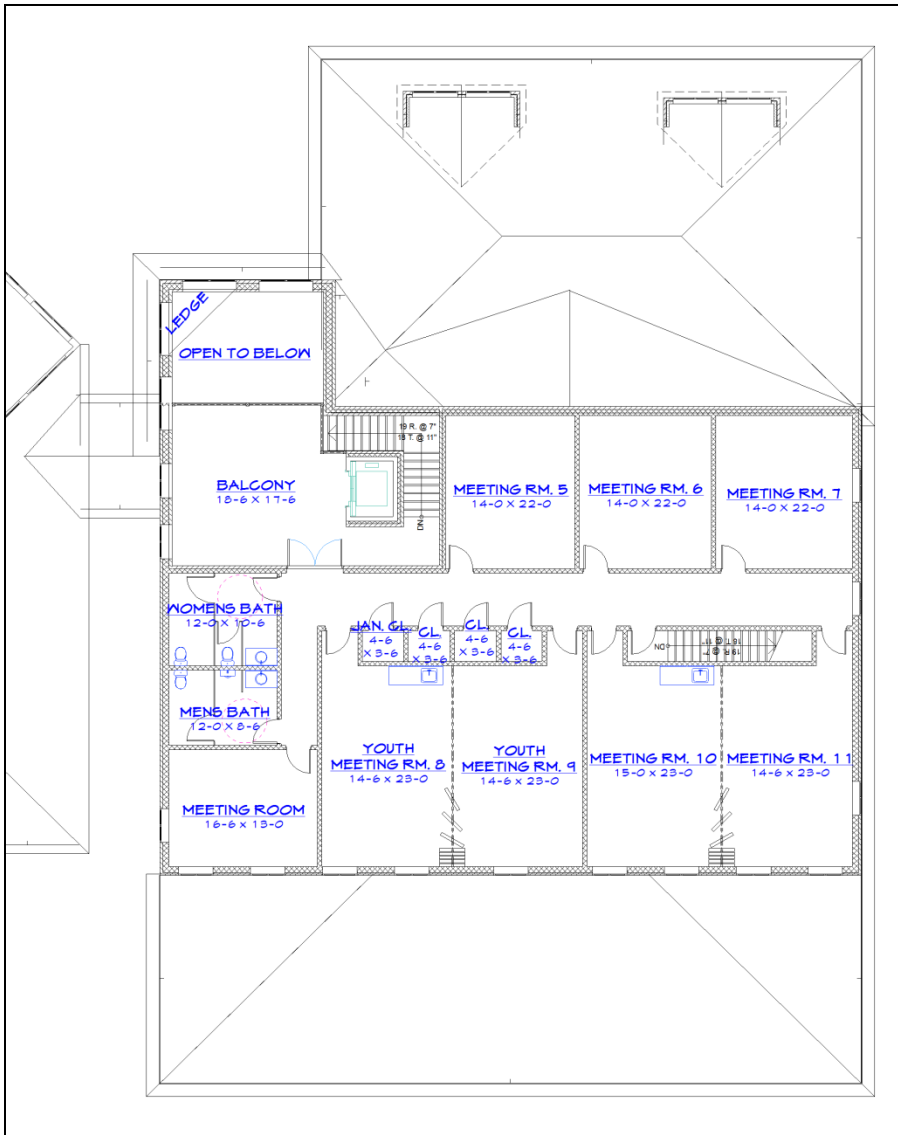 LEDGE
OPEN TO BELOW
19 R. @ 7"
18 T. @ 11"
BALCONY
18-6 X 17-6
DN
MEETING RM. 5
14-0 X 22-0
MEETING RM. 6
14-0 X 22-0
MEETING RM. 7
14-0 X 22-0
WOMENS BATH
12-0 X 10-6
JAN. CL.
4-6
X 3-6
CL.
4-6
X 3-6
CL.
4-6
X 3-6
CL.
4-6
X 3-6
DN
19 R. @ 7"
18 T. @ 11"
MENS BATH
12-0 X 8-6
YOUTH
MEETING RM. 8
14-6 X 23-0
YOUTH
MEETING RM. 9
14-6 X 23-0
MEETING RM. 10
15-0 X 23-0
MEETING RM. 11
14-6 X 23-0
MEETING ROOM
16-6 X 13-0